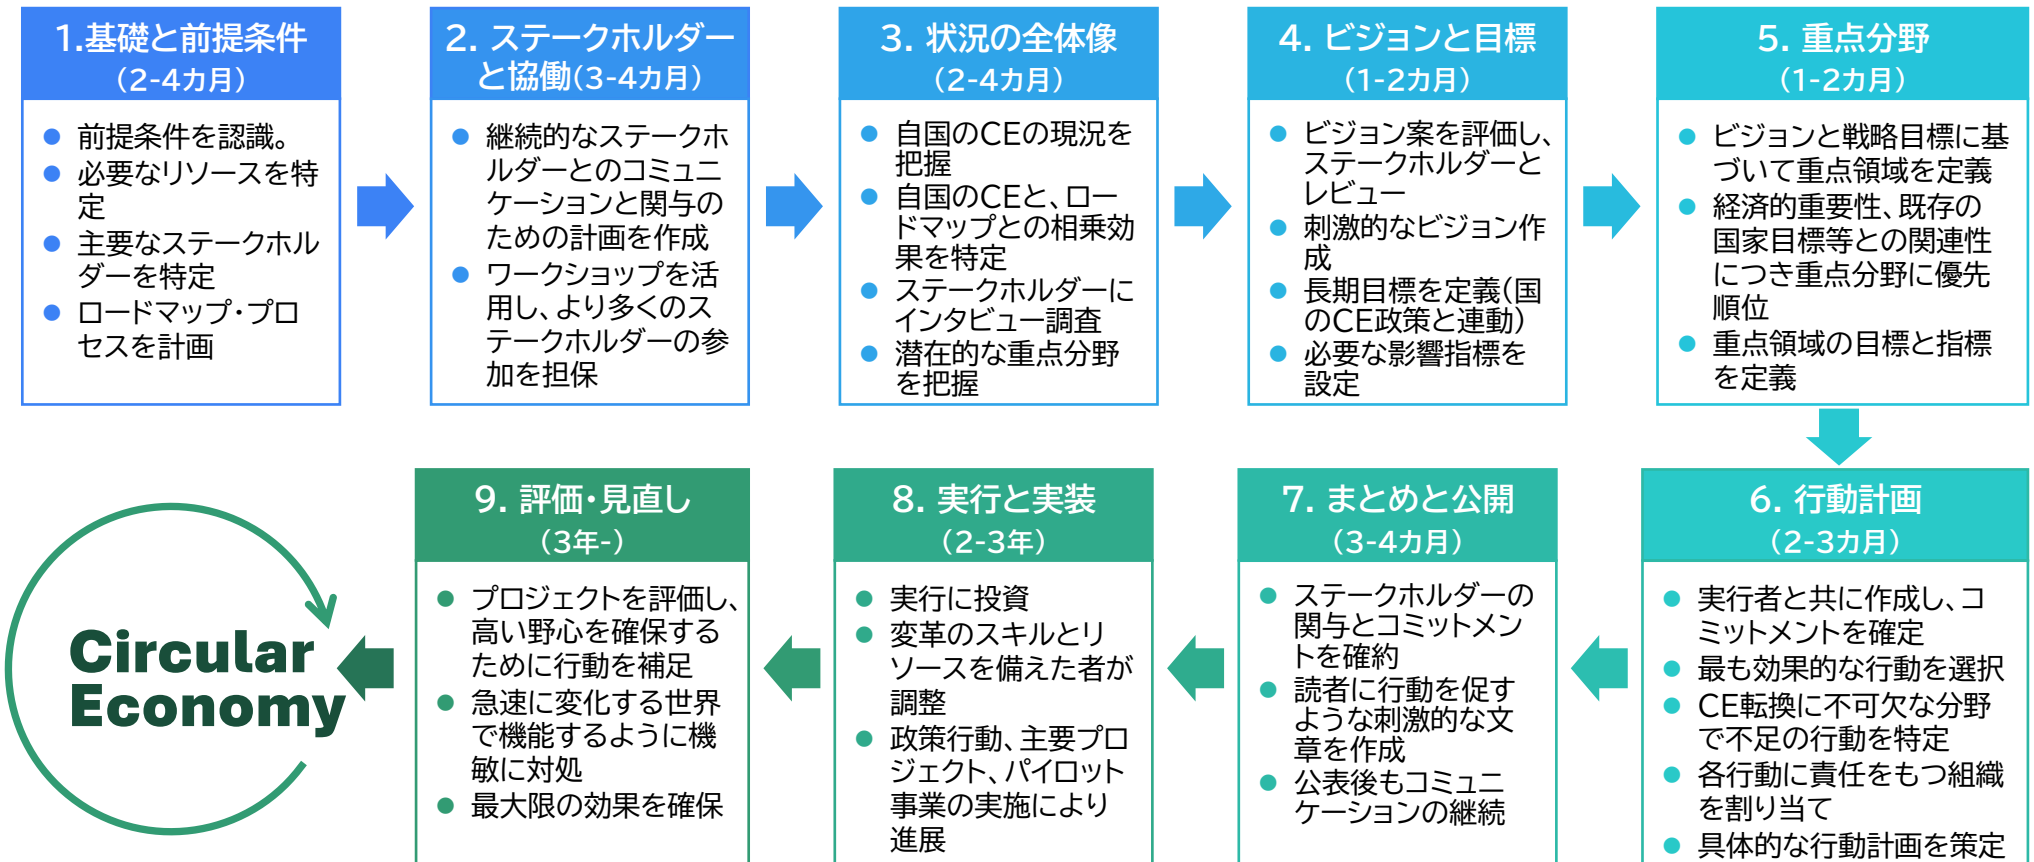 1.基礎と前提条件
(2-4カ月)
前提条件を認識。
必要なリソースを特
定
主要なステークホル
ダーを特定
ロードマップ・プロ
セスを計画
2. ステークホルダー
と協働(3-4カ月)
継続的なステークホ
ルダーとのコミュニ
ケーションと関与の
ための計画を作成
ワークショップを活
用し、より多くのス
テークホルダーの参
加を担保
3. 状況の全体像
(2-4カ月)
自国のCEの現況を
把握
自国のCEと、ロー
ドマップとの相乗効
果を特定
ステークホルダーに
インタビュー調査
潜在的な重点分野
を把握
4. ビジョンと目標
(1-2カ月)
ビジョン案を評価し、
ステークホルダーと
レビュー
刺激的なビジョン作
成
長期目標を定義(国
のCE政策と連動)
必要な影響指標を
設定
5. 重点分野
(1-2カ月)
ビジョンと戦略目標に基
づいて重点領域を定義
経済的重要性、既存の
国家目標等との関連性
につき重点分野に優先
順位
重点領域の目標と指標
を定義
6. 行動計画
(2-3カ月)
実行者と共に作成し、コ
ミットメントを確定
最も効果的な行動を選択
CE転換に不可欠な分野
で不足の行動を特定
各行動に責任をもつ組織
を割り当て
具体的な行動計画を策定
7. まとめと公開
(3-4カ月)
ステークホルダーの
関与とコミットメン
トを確約
読者に行動を促す
ような刺激的な文
章を作成
公表後もコミュニ
ケーションの継続
8. 実行と実装
(2-3年)
実行に投資
変革のスキルとリ
ソースを備えた者が
調整
政策行動、主要プロ
ジェクト、パイロット
事業の実施により
進展
9. 評価・見直し
(3年-)
プロジェクトを評価し、
高い野心を確保する
ために行動を補足
急速に変化する世界
で機能するように機
敏に対処
最大限の効果を確保
Circular
Economy